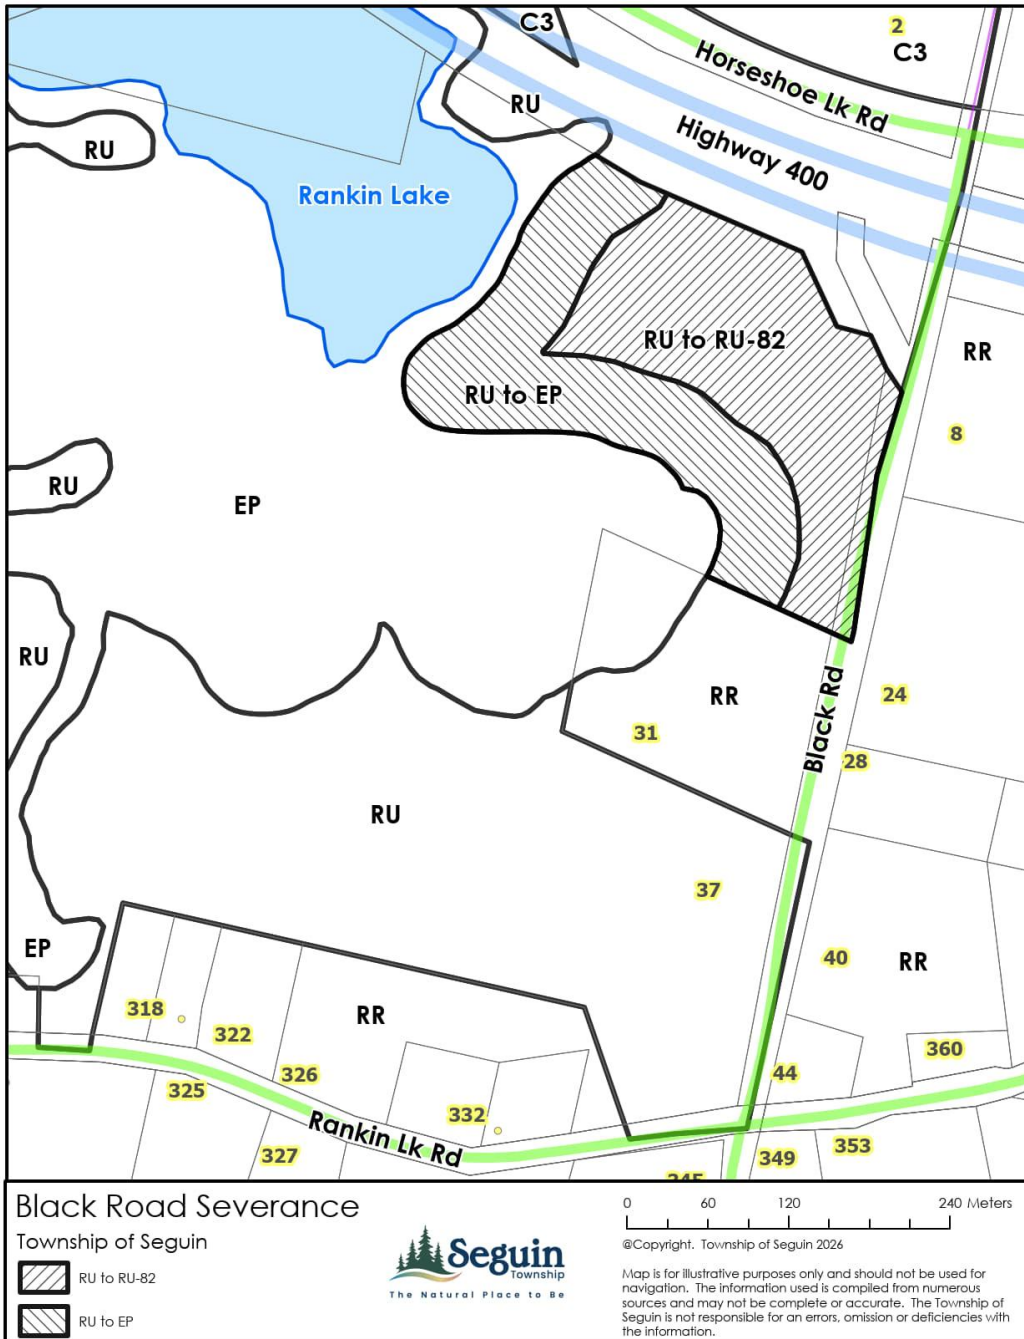 C3
2
C3
Horseshoe Lk Rd
RU
Highway 400
RU
Rankin Lake
RU to RU-82
RR
RU to EP
8
RU
EP
RU
RR
24
31
Black Rd
28
RU
37
EP
40
RR
318
RR
322
360
326
44
325
332
Rankin Lk Rd
327
349
353
Black Road Severance
Township of Seguin
RU to RU-82
RU to EP
Seguin
Township
The Natural Place to Be
0 60 120 240 Meters
@Copyright. Township of Seguin 2026
Map is for illustrative purposes only and should not be used for
navigation. The information used is compiled from numerous
sources and may not be complete or accurate. The Township of
Seguin is not responsible for an errors, omission or deficiencies with
the information.